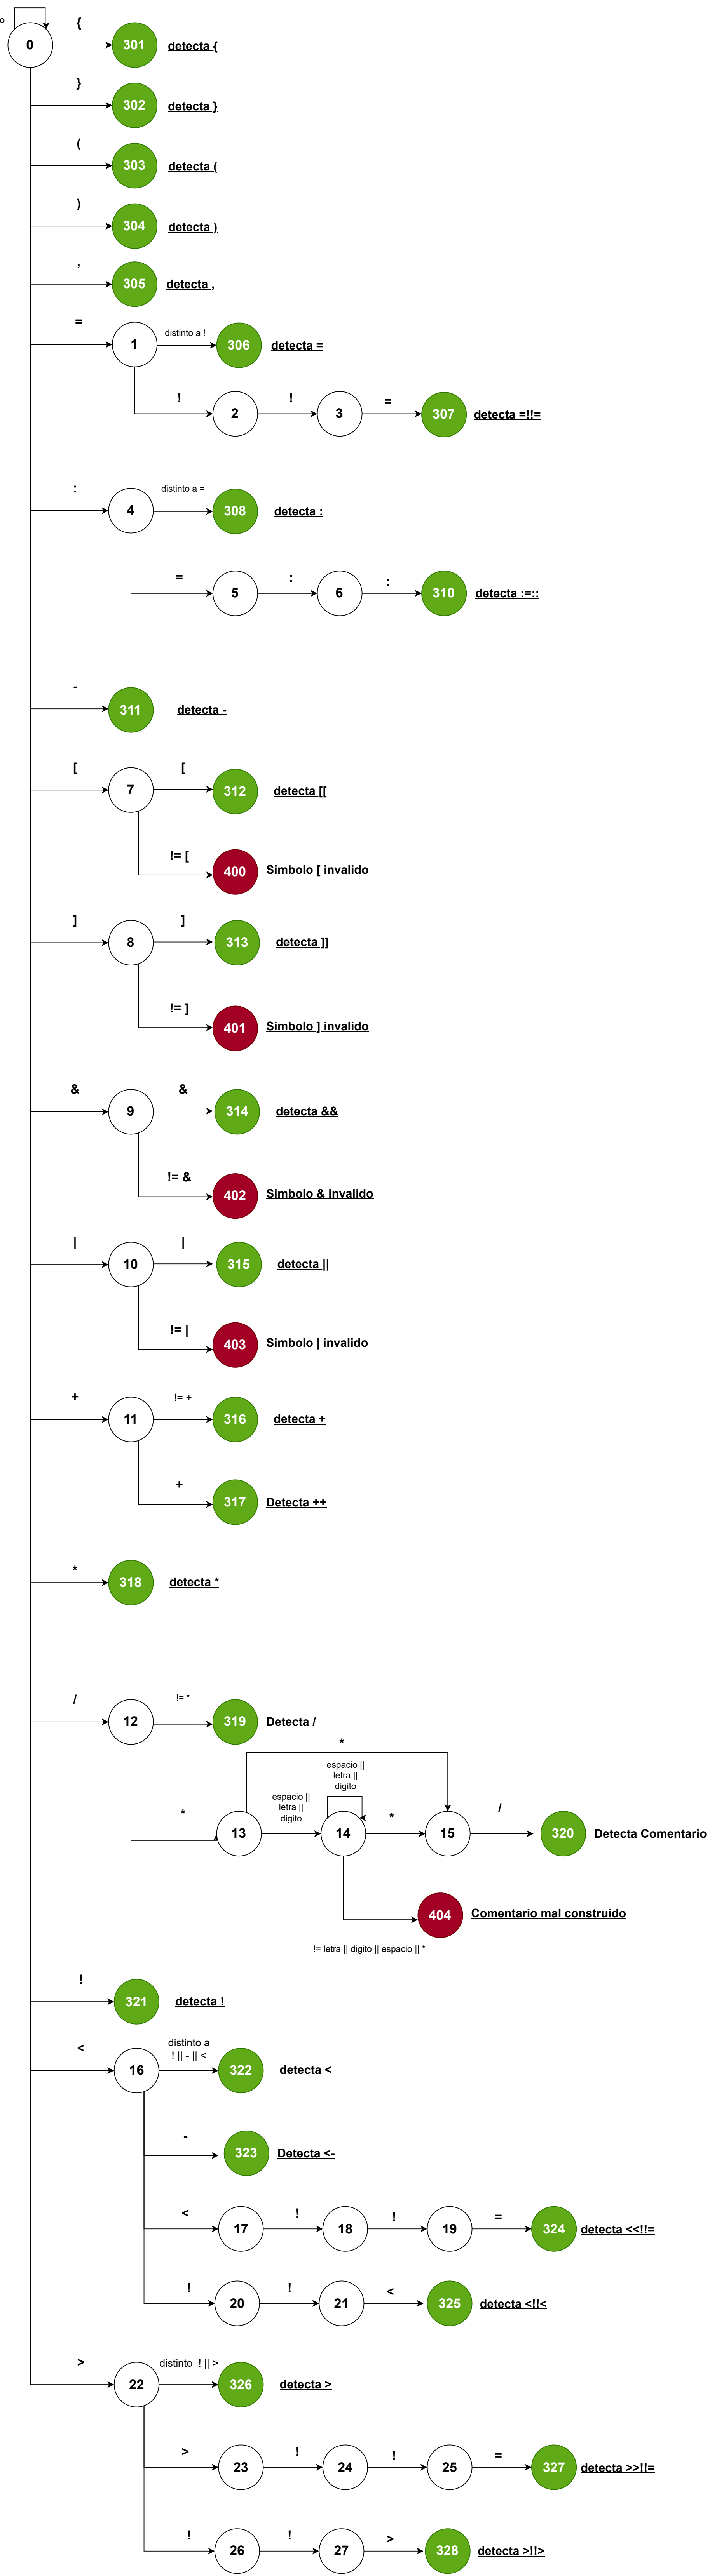 o
{
0
301
detecta {
}
302
detecta }
(
303
detecta (
)
304
detecta )
,
305
detecta ,
=
1
distinto a !
306
detecta =
!
2
!
3
=
307
detecta =!!=
:
4
distinto a =
308
detecta :
=
5
:
6
:
310
detecta :=::
-
311
detecta -
[
7
[
312
detecta [[
!= [
400
Simbolo [ invalido
]
8
]
313
detecta ]]
!= ]
401
Simbolo ] invalido
&
9
&
314
detecta &&
!= &
402
Simbolo & invalido
|
10
|
315
detecta ||
!= |
403
Simbolo | invalido
+
11
!= +
316
detecta +
+
317
Detecta ++
*
318
detecta *
/
12
!= *
319
Detecta /
*
*
13
espacio ||
letra ||
digito
14
espacio ||
letra ||
digito
*
15
/
320
Detecta Comentario
404
Comentario mal construido
!= letra || digito || espacio || *
!
321
detecta !
<
16
distinto a
! || - || <
322
detecta <
-
323
Detecta <-
<
17
!
18
!
19
=
324
detecta <<!!=
!
20
!
21
<
325
detecta <!!<
>
22
distinto  ! || >
326
detecta >
>
23
!
24
!
25
=
327
detecta >>!!=
!
26
!
27
>
328
detecta >!!>